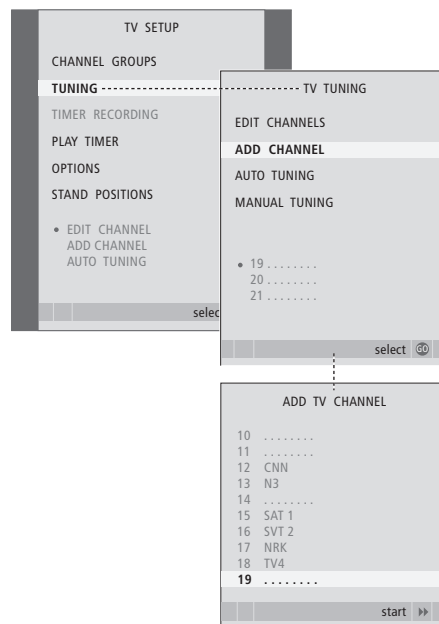 TV SETUP
CHANNEL GROUPS
TUNING
TIMER RECORDING
PLAY TIMER
OPTIONS
STAND POSITIONS
• EDIT CHANNEL
ADD CHANNEL
AUTO TUNING
selec
TV TUNING
EDIT CHANNELS
ADD CHANNEL
AUTO TUNING
MANUAL TUNING
• 19 ........
20 ........
21 ........
select GO
ADD TV CHANNEL
10 ........
11 ........
12 CNN
13 N3
14 ........
15 SAT 1
16 SVT 2
17 NRK
18 TV4
19 ........
start